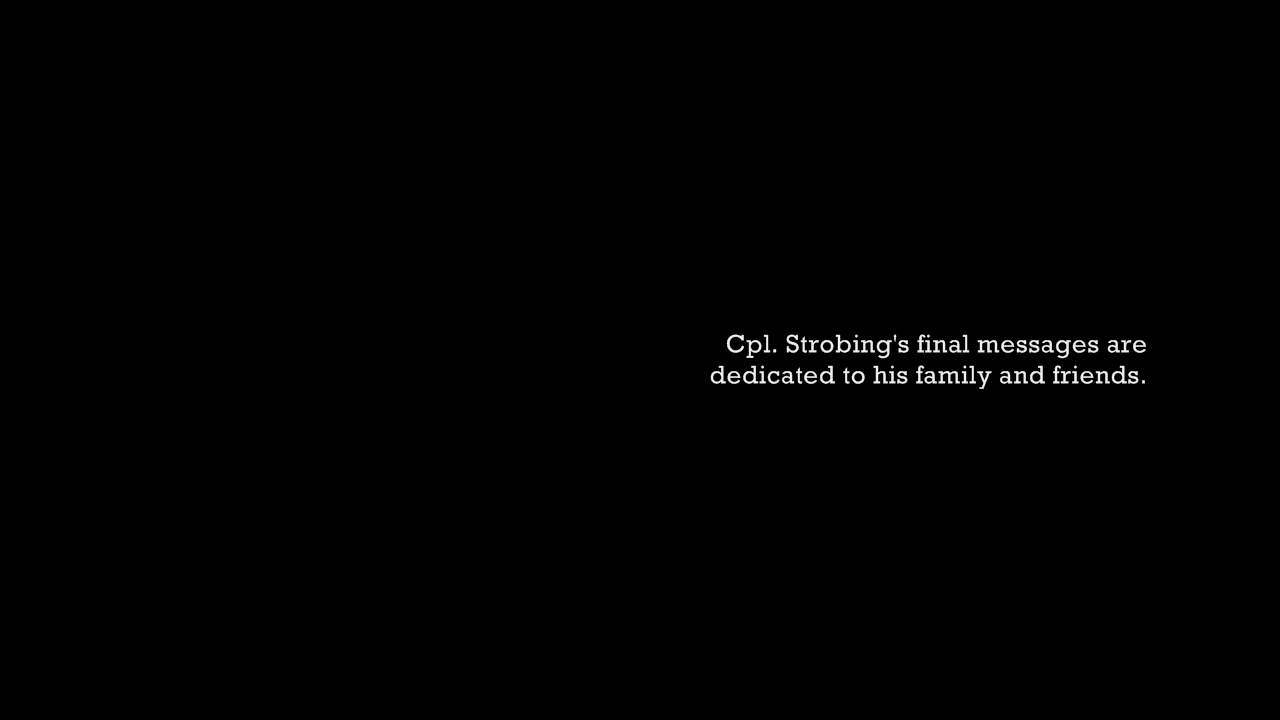 Cpl. Strobing's final messages are
dedicated to his family and friends.